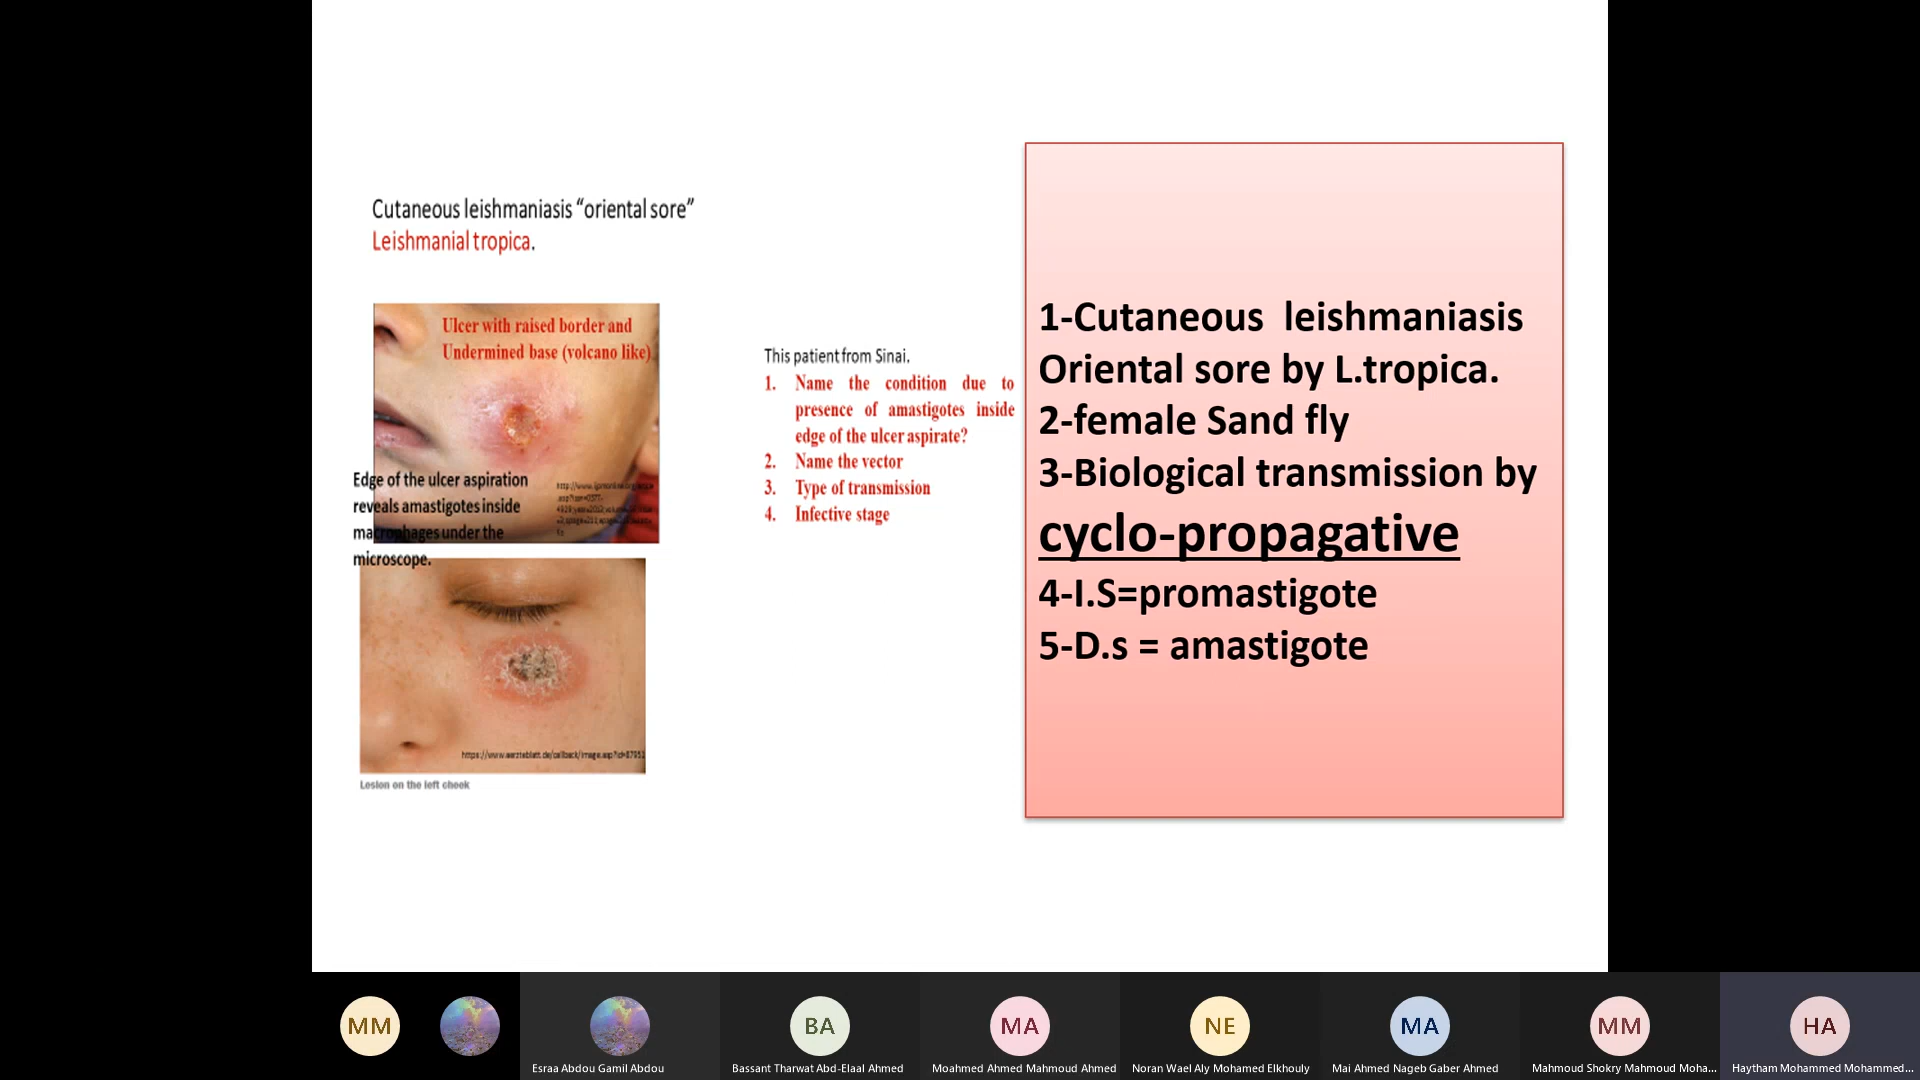 Cutaneous leishmaniasis “oriental sore”
Leishmanial tropica.
Ulcer with raised border and
Undermined base (volcano like)
Edge of the ulcer aspiration
reveals amastigotes inside
macrophages under the
microscope.
Lesion on the left cheek
This patient from Sinai.
1. Name the condition due to
presence of amastigotes inside
edge of the ulcer aspirate?
2. Name the vector
3. Type of transmission
4. Infective stage
1-Cutaneous leishmaniasis
Oriental sore by L.tropica.
2-female Sand fly
3-Biological transmission by
cyclo-propagative
4-I.S=promastigote
5-D.s = amastigote
MM
BA
MA
NE
MA
MM
HA
Esraa Abdou Gamil Abdou
Bassant Tharwat Abd-Elaal Ahmed
Moahmed Ahmed Mahmoud Ahmed
Noran Wael Aly Mohamed Elkhouly
Mai Ahmed Nageb Gaber Ahmed
Mahmoud Shokry Mahmoud Moha...
Haytham Mohammed Mohammed...